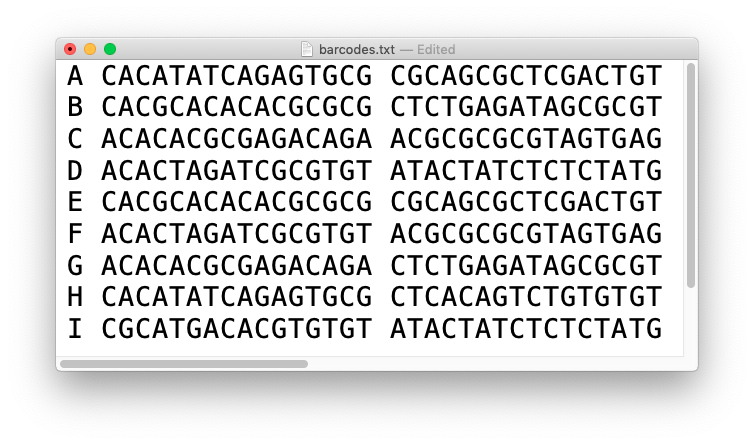 barcodes.txt — Edited
A CACATATCAGAGTGCG CGCAGCGCTCGACTGT
B CACGCACACACGCGCG CTCTGAGATAGCGCGT
C ACACACGCGAGACAGA ACGCGCGCGTAGTGAG
D ACACTAGATCGCGTGT ATACTATCTCTCTATG
E CACGCACACACGCGCG CGCAGCGCTCGACTGT
F ACACTAGATCGCGTGT ACGCGCGCGTAGTGAG
G ACACACGCGAGACAGA CTCTGAGATAGCGCGT
H CACATATCAGAGTGCG CTCACAGTCTGTGTGT
I CGCATGACACGTGTGT ATACTATCTCTCTATG